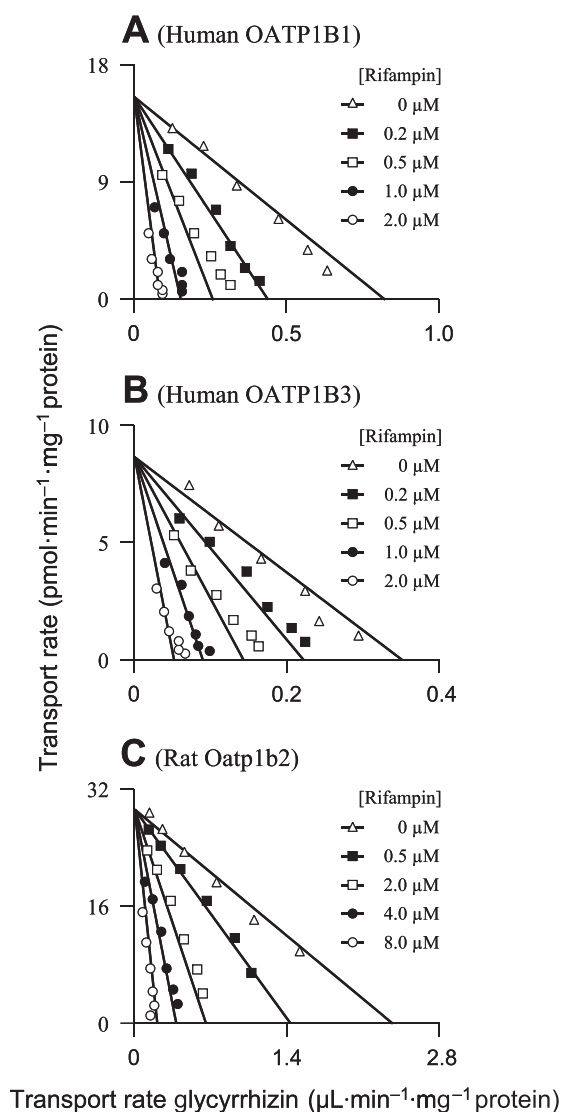 A (Human OATP1B1)
18
9
0
[Rifampin]
0 µM
0.2 µM
0.5 µM
1.0 µM
2.0 µM
0 0.5 1.0
B (Human OATP1B3)
10
5
0
[Rifampin]
0 µM
0.2 µM
0.5 µM
1.0 µM
2.0 µM
0 0.2 0.4
Transport rate (pmol·min⁻¹·mg⁻¹ protein)
C (Rat Oatp1b2)
32
16
0
[Rifampin]
0 µM
0.5 µM
2.0 µM
4.0 µM
8.0 µM
0 1.4 2.8
Transport rate glycyrrhizin (µL·min⁻¹·mg⁻¹ protein)